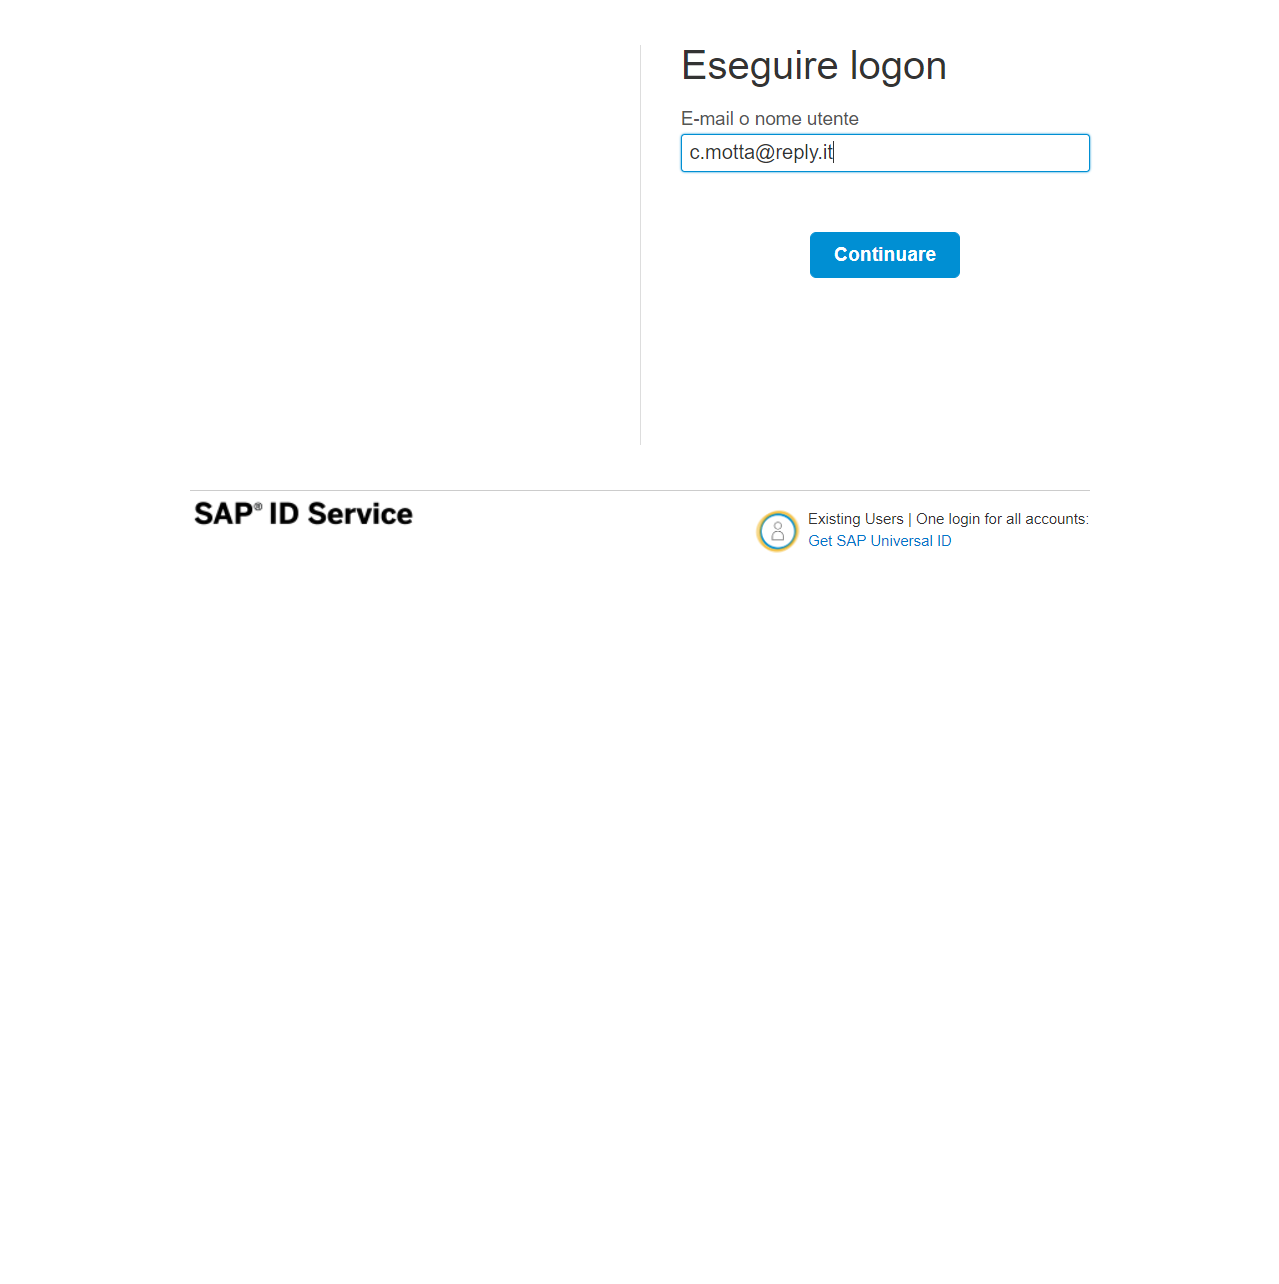 Eseguire logon
E-mail o nome utente
c.motta@reply.it
Continuare
SAP® ID Service
Existing Users | One login for all accounts:
Get SAP Universal ID